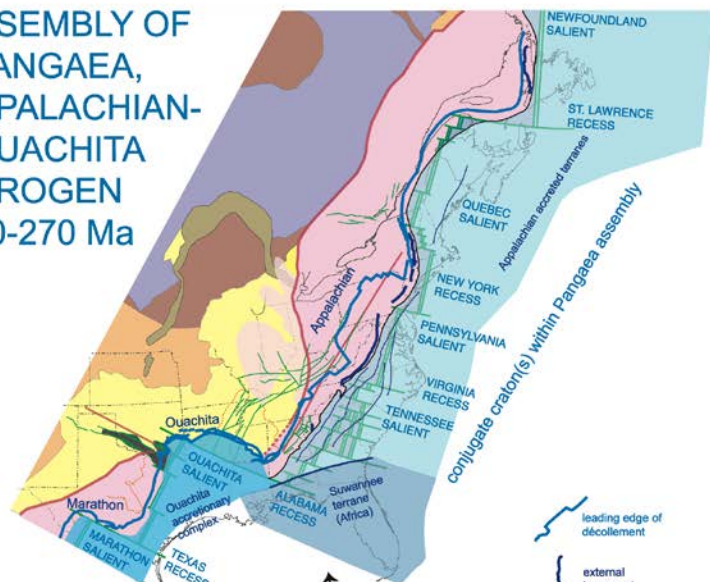 SSEMBLY OF
ANGAEA,
PALACHIAN-
UACHITA
ROGEN
0-270 Ma
NEWFOUNDLAND
SALIENT
ST. LAWRENCE
RECESS
Appalachian accreted terranes
QUEBEC
SALIENT
conjugate craton(s) within Pangaea assembly
NEW YORK
RECESS
Appalachian
PENNSYLVANIA
SALIENT
VIRGINIA
RECESS
TENNESSEE
SALIENT
Ouachita
OUACHITA
SALIENT
Suwannee
terrane
(Africa)
ALABAMA
RECESS
Ouachita
accretionary
complex
Marathon
MARATHON
SALIENT
TEXAS
RECESS
leading edge of
décollement
external